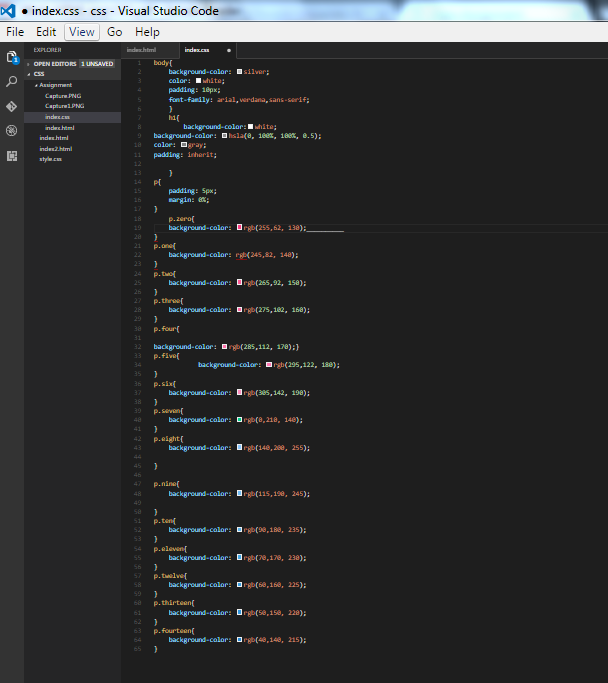 ● index.css - css - Visual Studio Code
File Edit View Go Help
EXPLORER
OPEN EDITORS 1 UNSAVED
CSS
Assignment
Capture.PNG
Capture1.PNG
index.css
index.html
index.html
index2.html
style.css
index.html index.css ●
1 body{
2 background-color: silver;
3 color: white;
4 padding: 10px;
5 font-family: arial,verdana,sans-serif;
6 }
7 h1{
8 background-color:white;
9 background-color: hsla(0, 100%, 100%, 0.5);
10 color: gray;
11 padding: inherit;
12
13 }
14 p{
15 padding: 5px;
16 margin: 0%;
17 }
18 p.zero{
19 background-color: rgb(255,62, 130);
20 }
21 p.one{
22 background-color: rgb(245,82, 140);
23 }
24 p.two{
25 background-color: rgb(265,92, 150);
26 }
27 p.three{
28 background-color: rgb(275,102, 160);
29 }
30 p.four{
31
32 background-color: rgb(285,112, 170);}
33 p.five{
34 background-color: rgb(295,122, 180);
35 }
36 p.six{
37 background-color: rgb(305,142, 190);
38 }
39 p.seven{
40 background-color: rgb(0,210, 140);
41 }
42 p.eight{
43 background-color: rgb(140,200, 255);
44
45 }
46
47 p.nine{
48 background-color: rgb(115,190, 245);
49
50 }
51 p.ten{
52 background-color: rgb(90,180, 235);
53 }
54 p.eleven{
55 background-color: rgb(70,170, 230);
56 }
57 p.twelve{
58 background-color: rgb(60,160, 225);
59 }
60 p.thirteen{
61 background-color: rgb(50,150, 220);
62 }
63 p.fourteen{
64 background-color: rgb(40,140, 215);
65 }